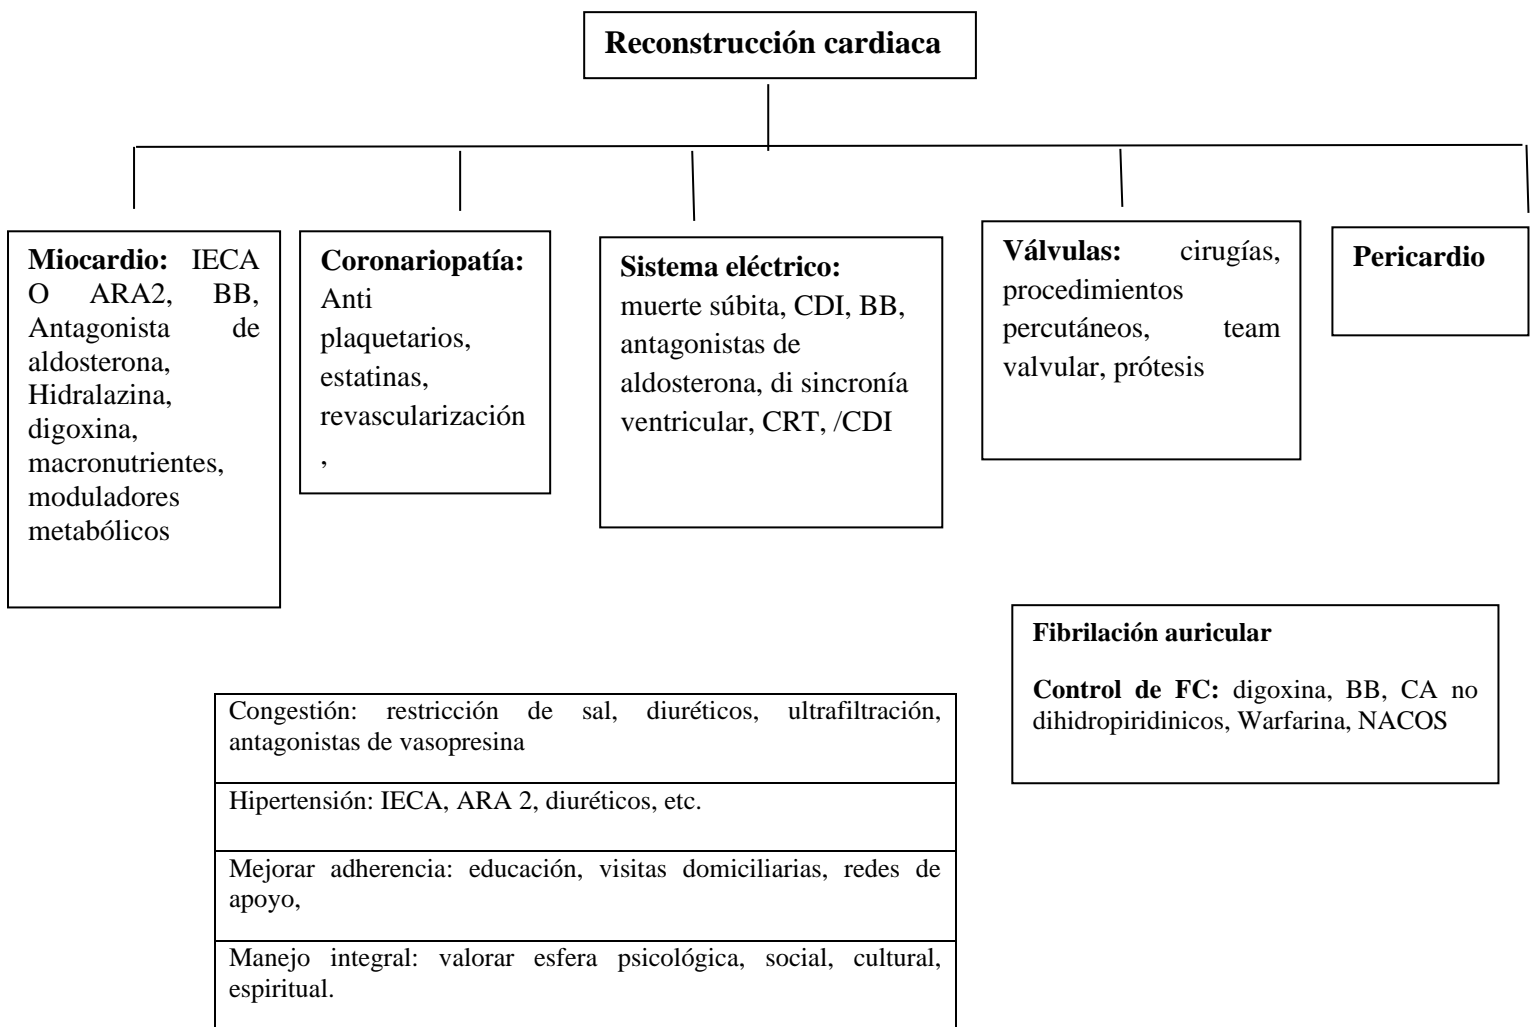 Reconstrucción cardiaca
Miocardio: IECA
O ARA2, BB,
Antagonista de
aldosterona,
Hidralazina,
digoxina,
macronutrientes,
moduladores
metabólicos
Coronariopatía:
Anti
plaquetarios,
estatinas,
revascularización
,
Sistema eléctrico:
muerte súbita, CDI, BB,
antagonistas de
aldosterona, di sincronía
ventricular, CRT, /CDI
Válvulas: cirugías,
procedimientos
percutáneos, team
valvular, prótesis
Pericardio
Fibrilación auricular
Control de FC: digoxina, BB, CA no
dihidropiridinicos, Warfarina, NACOS
Congestión: restricción de sal, diuréticos, ultrafiltración,
antagonistas de vasopresina
Hipertensión: IECA, ARA 2, diuréticos, etc.
Mejorar adherencia: educación, visitas domiciliarias, redes de
apoyo,
Manejo integral: valorar esfera psicológica, social, cultural,
espiritual.